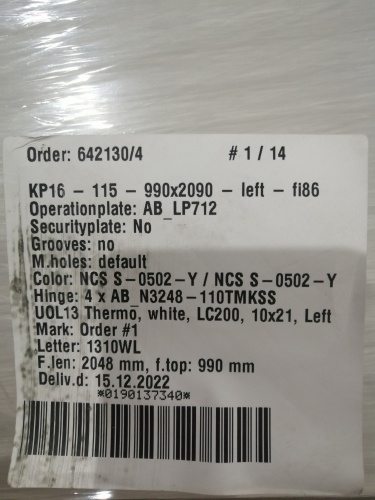 Order: 642130/4 # 1 / 14
KP16 - 115 - 990x2090 - left - fi86
Operationplate: AB_LP712
Securityplate: No
Grooves: no
M.holes: default
Color: NCS S-0502-Y / NCS S-0502-Y
Hinge: 4 x AB_N3248-110TMKSS
UOL13 Thermo, white, LC200, 10x21, Left
Mark: Order #1
Letter: 1310WL
F.len: 2048 mm, f.top: 990 mm
Deliv.d: 15.12.2022
*0190137340*